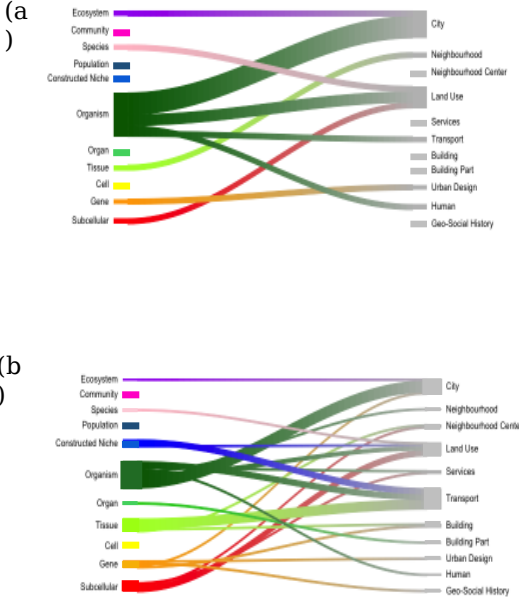 (a
)
Ecosystem
Community
Species
Population
Constructed Niche
Organism
Organ
Tissue
Cell
Gene
Subcellular
City
Neighbourhood
Neighbourhood Center
Land Use
Services
Transport
Building
Building Part
Urban Design
Human
Geo-Social History
(b
)
Ecosystem
Community
Species
Population
Constructed Niche
Organism
Organ
Tissue
Cell
Gene
Subcellular
City
Neighbourhood
Neighbourhood Cente
Land Use
Services
Transport
Building
Building Part
Urban Design
Human
Geo-Social History